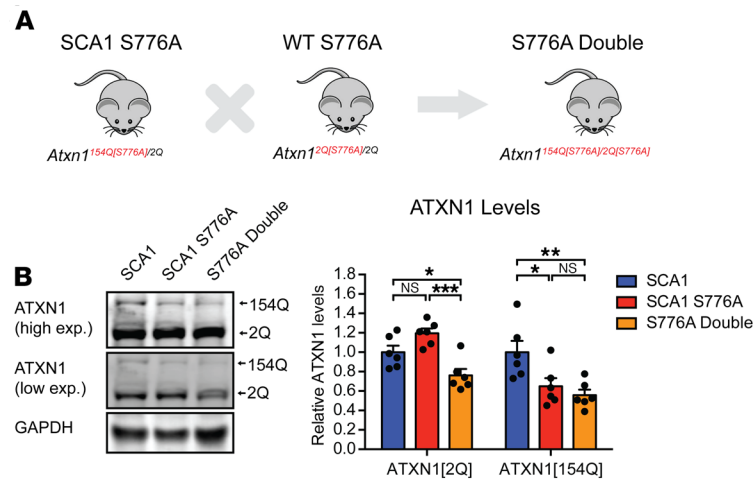 A
SCA1 S776A
WT S776A
S776A Double
Atxn1154Q[S776A]/2Q
Atxn12Q[S776A]/2Q
Atxn1154Q[S776A]/2Q[S776A]
B
SCA1
SCA1 S776A
S776A Double
ATXN1
(high exp.)
154Q
2Q
ATXN1
(low exp.)
154Q
2Q
GAPDH
ATXN1 Levels
Relative ATXN1 levels
1.8
1.6
1.4
1.2
1.0
0.8
0.6
0.4
0.2
0.0
*
NS
***
**
*
NS
ATXN1[2Q]
ATXN1[154Q]
SCA1
SCA1 S776A
S776A Double